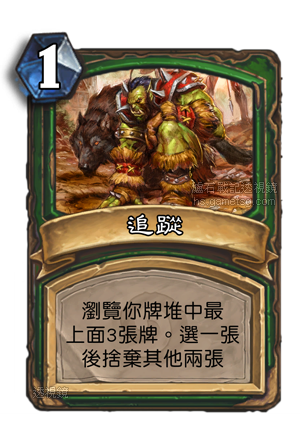 1
爐石戰記透視鏡
hs.gametsg.com
追蹤
瀏覽你牌堆中最
上面3張牌。選一張
後捨棄其他兩張
透視鏡